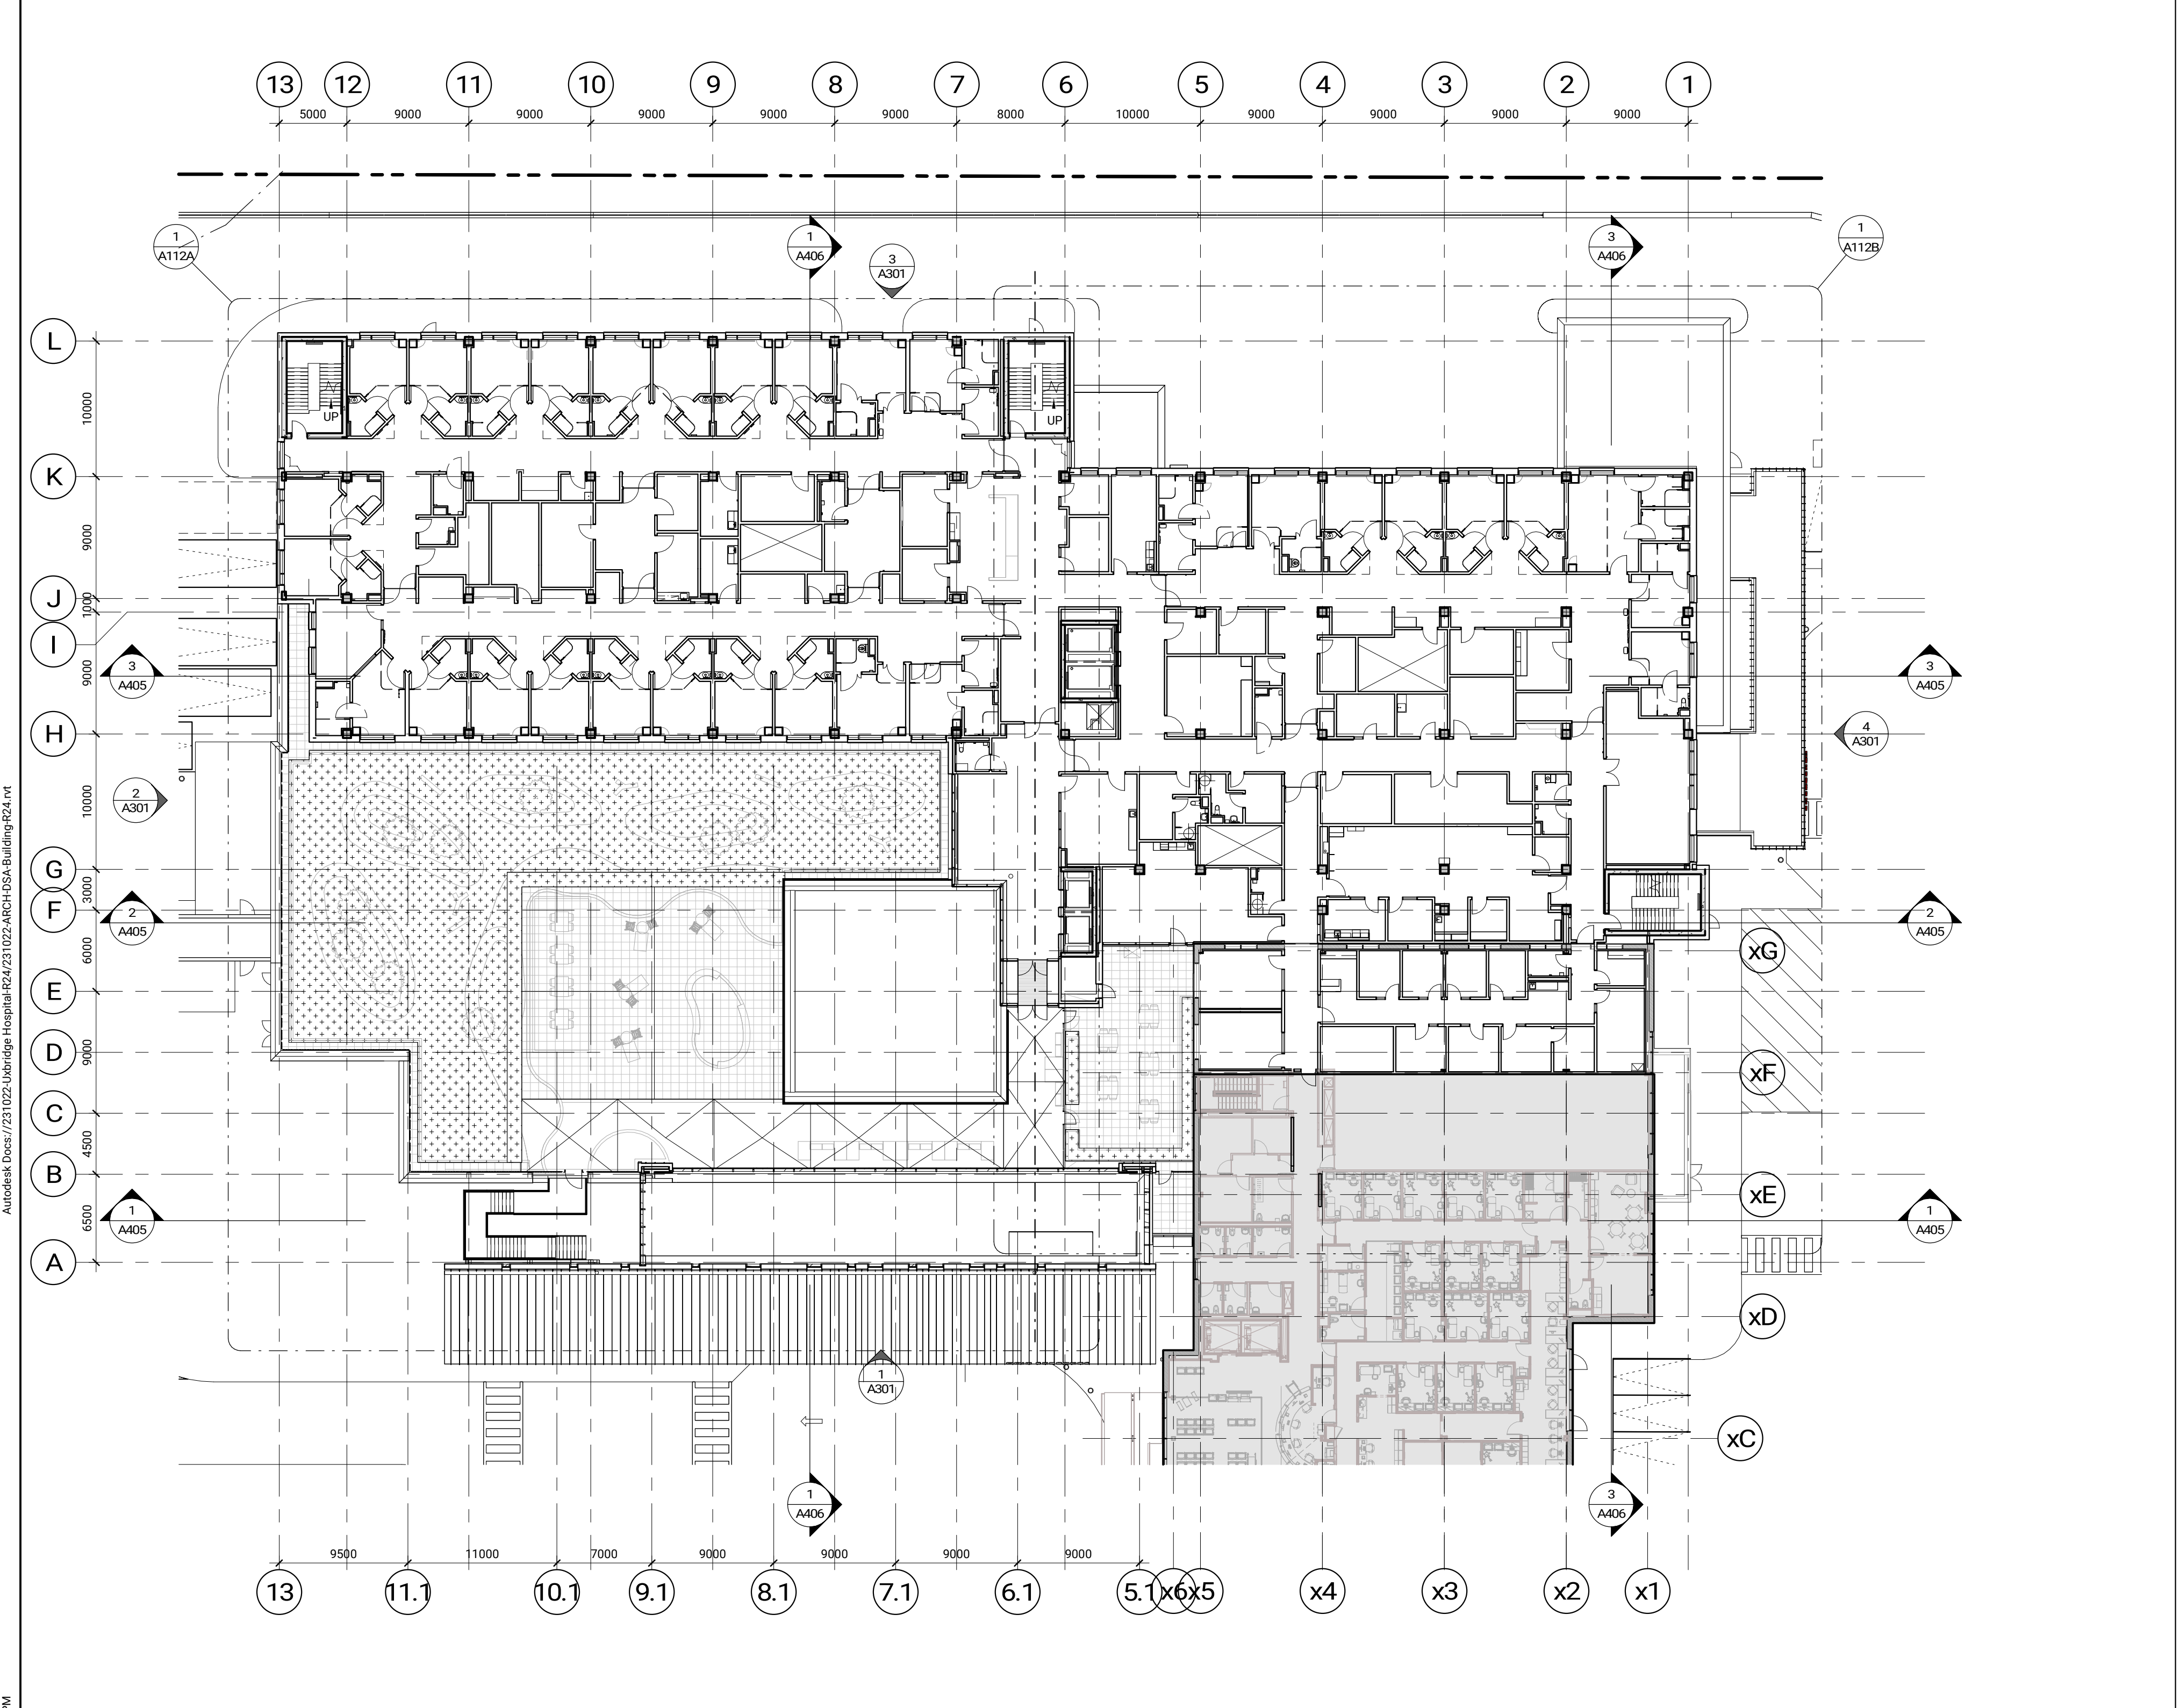 13 12 11 10 9 8 7 6 5 4 3 2 1
5000 9000 9000 9000 9000 9000 8000 10000 9000 9000 9000 9000
1
A112A
1
A406
3
A301
3
A406
1
A112B
L
10000
UP
UP
K
9000
J
1000
I
3
A405
9000
3
A405
H
4
A301
2
A301
10000
G
3000
F
2
A405
2
A405
6000
xG
E
D
9000
xF
C
4500
B
xE
1
A405
6500
1
A405
A
xD
1
A301
xC
1
A406
3
A406
9500 11000 7000 9000 9000 9000 9000
13 11.1 10.1 9.1 8.1 7.1 6.1 5.1 x6 x5 x4 x3 x2 x1
Autodesk Docs://231022-Uxbridge Hospital-R24/231022-ARCH-DSA-Building-R24.rvt
PM